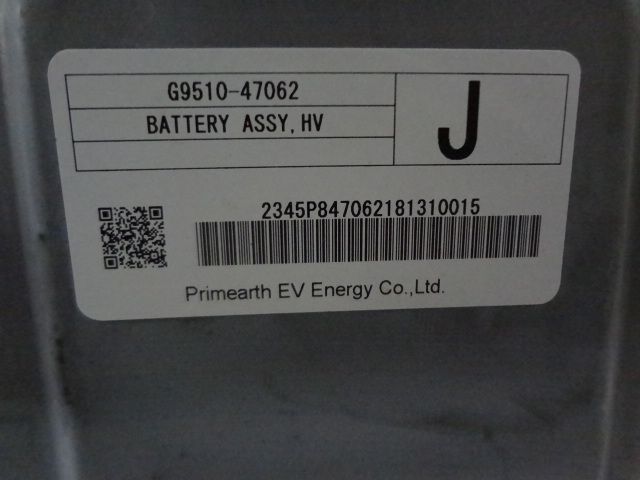 G9510-47062
BATTERY ASSY, HV
J
2345P847062181310015
Primearth EV Energy Co.,Ltd.